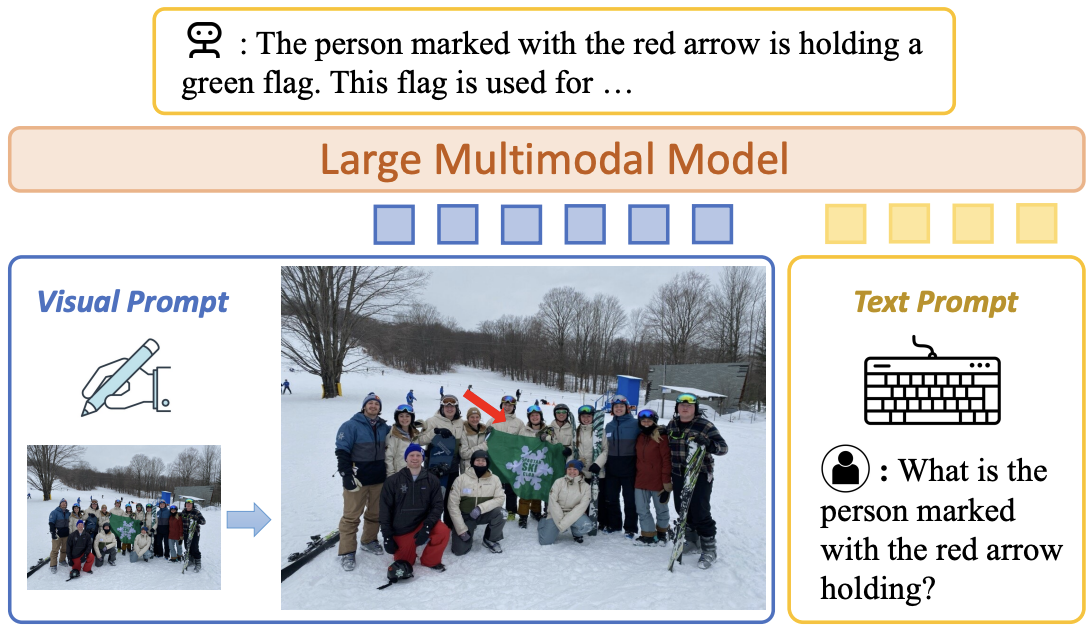 : The person marked with the red arrow is holding a
green flag. This flag is used for …
Large Multimodal Model
Visual Prompt
Text Prompt
SKI
: What is the
person marked
with the red arrow
holding?